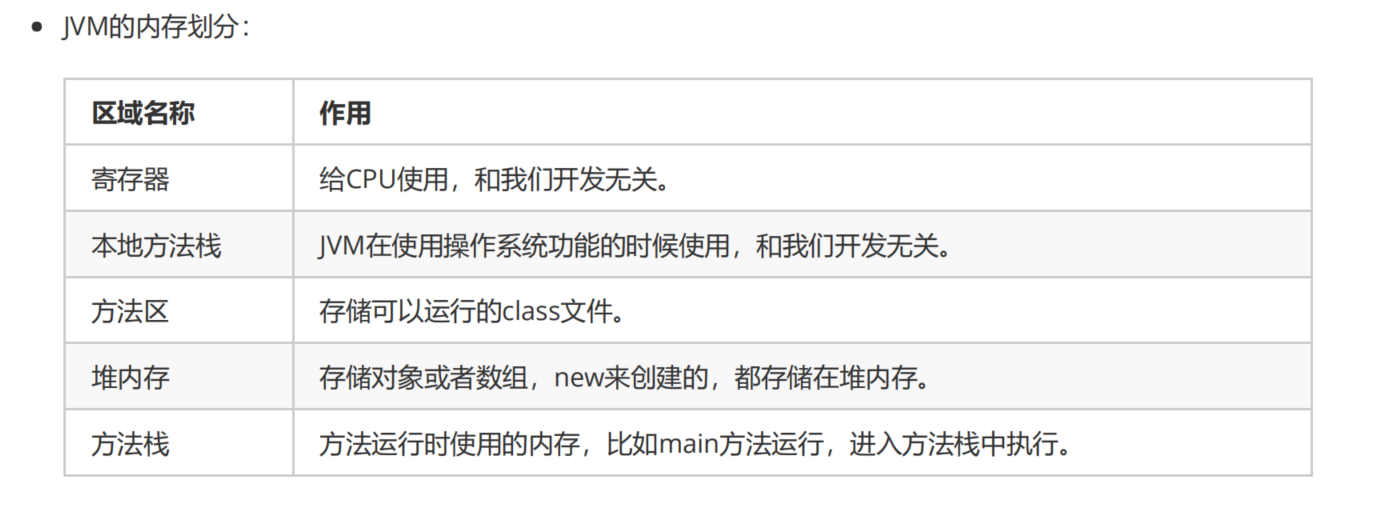 JVM的内存划分：
区域名称 作用
寄存器 给CPU使用，和我们开发无关。
本地方法栈 JVM在使用操作系统功能的时候使用，和我们开发无关。
方法区 存储可以运行的class文件。
堆内存 存储对象或者数组，new来创建的，都存储在堆内存。
方法栈 方法运行时使用的内存，比如main方法运行，进入方法栈中执行。